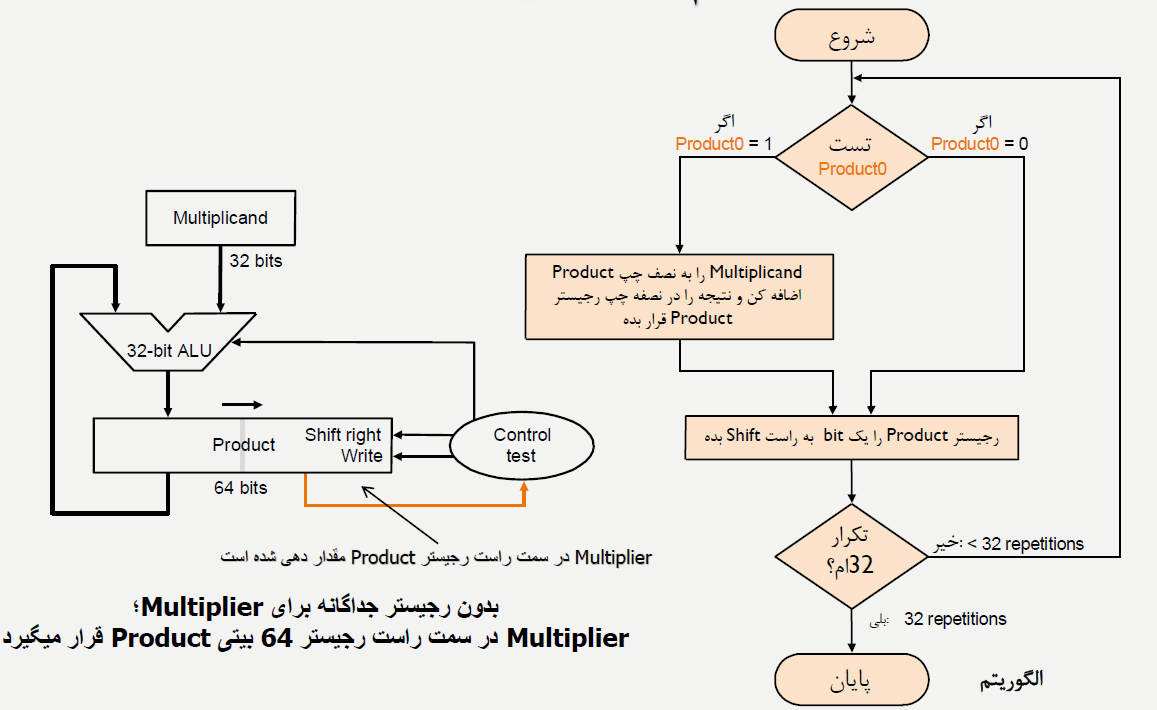 شروع
اگر
Product0 = 1
اگر
Product0 = 0
تست
Product0
Multiplicand را به نصف چپ Product
اضافه کن و نتیجه را در نصفه چپ رجیستر
Product قرار بده
رجیستر Product را یک bit به راست Shift بده
تکرار
32ام؟
خیر: < 32 repetitions
بلی: 32 repetitions
پایان
الگوریتم
Multiplicand
32 bits
32-bit ALU
Product
Shift right
Write
64 bits
Control
test
Multiplier در سمت راست رجیستر Product مقدار دهی شده است
بدون رجیستر جداگانه برای Multiplier؛
Multiplier در سمت راست رجیستر 64 بیتی Product قرار میگیرد